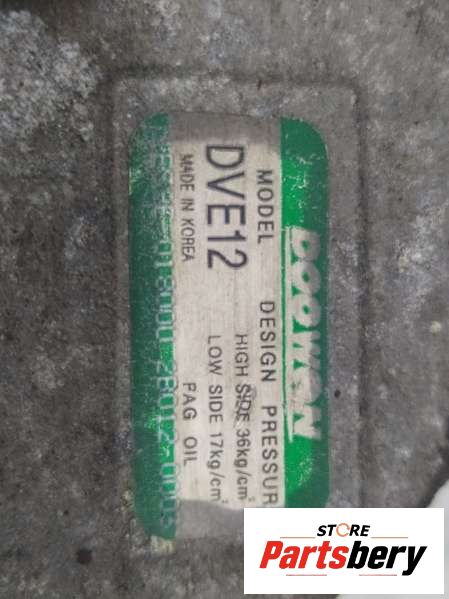 DOOWON
MODEL DESIGN PRESSUR
DVE12 HIGH SIDE 36kg/cm²
LOW SIDE 17kg/cm²
MADE IN KOREA PAG OIL
STORE
Partsbery